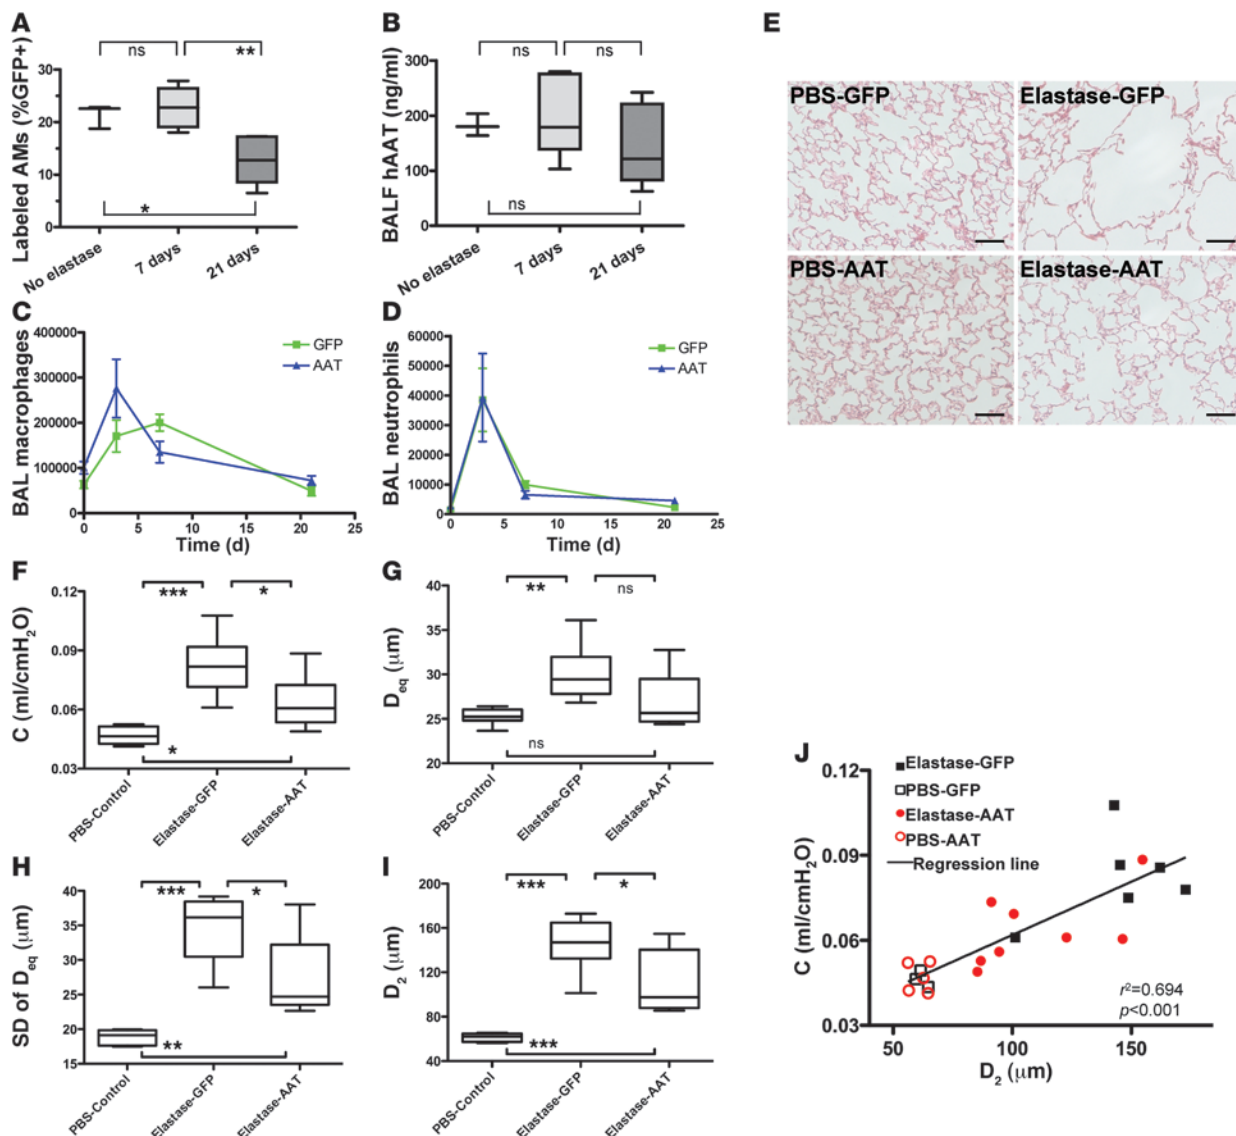 A
ns
**
Labeled AMs (%GFP+)
30
20
10
0
*
No elastase
7 days
21 days
B
ns
ns
BALF hAAT (ng/ml)
300
200
100
0
ns
No elastase
7 days
21 days
C
BAL macrophages
400000
300000
200000
100000
0
GFP
AAT
0
5
10
15
20
25
Time (d)
D
BAL neutrophils
60000
50000
40000
30000
20000
10000
0
GFP
AAT
0
5
10
15
20
25
Time (d)
E
PBS-GFP
Elastase-GFP
PBS-AAT
Elastase-AAT
F
***
*
C (ml/cmH2O)
0.12
0.09
0.06
0.03
*
PBS-Control
Elastase-GFP
Elastase-AAT
G
**
ns
Deq (μm)
40
35
30
25
20
ns
PBS-Control
Elastase-GFP
Elastase-AAT
H
***
*
SD of Deq (μm)
40
35
30
25
20
15
**
PBS-Control
Elastase-GFP
Elastase-AAT
I
***
*
D2 (μm)
200
160
120
80
40
***
PBS-Control
Elastase-GFP
Elastase-AAT
J
Elastase-GFP
PBS-GFP
Elastase-AAT
PBS-AAT
Regression line
C (ml/cmH2O)
0.12
0.09
0.06
0.03
r2=0.694
p<0.001
50
100
150
D2 (μm)